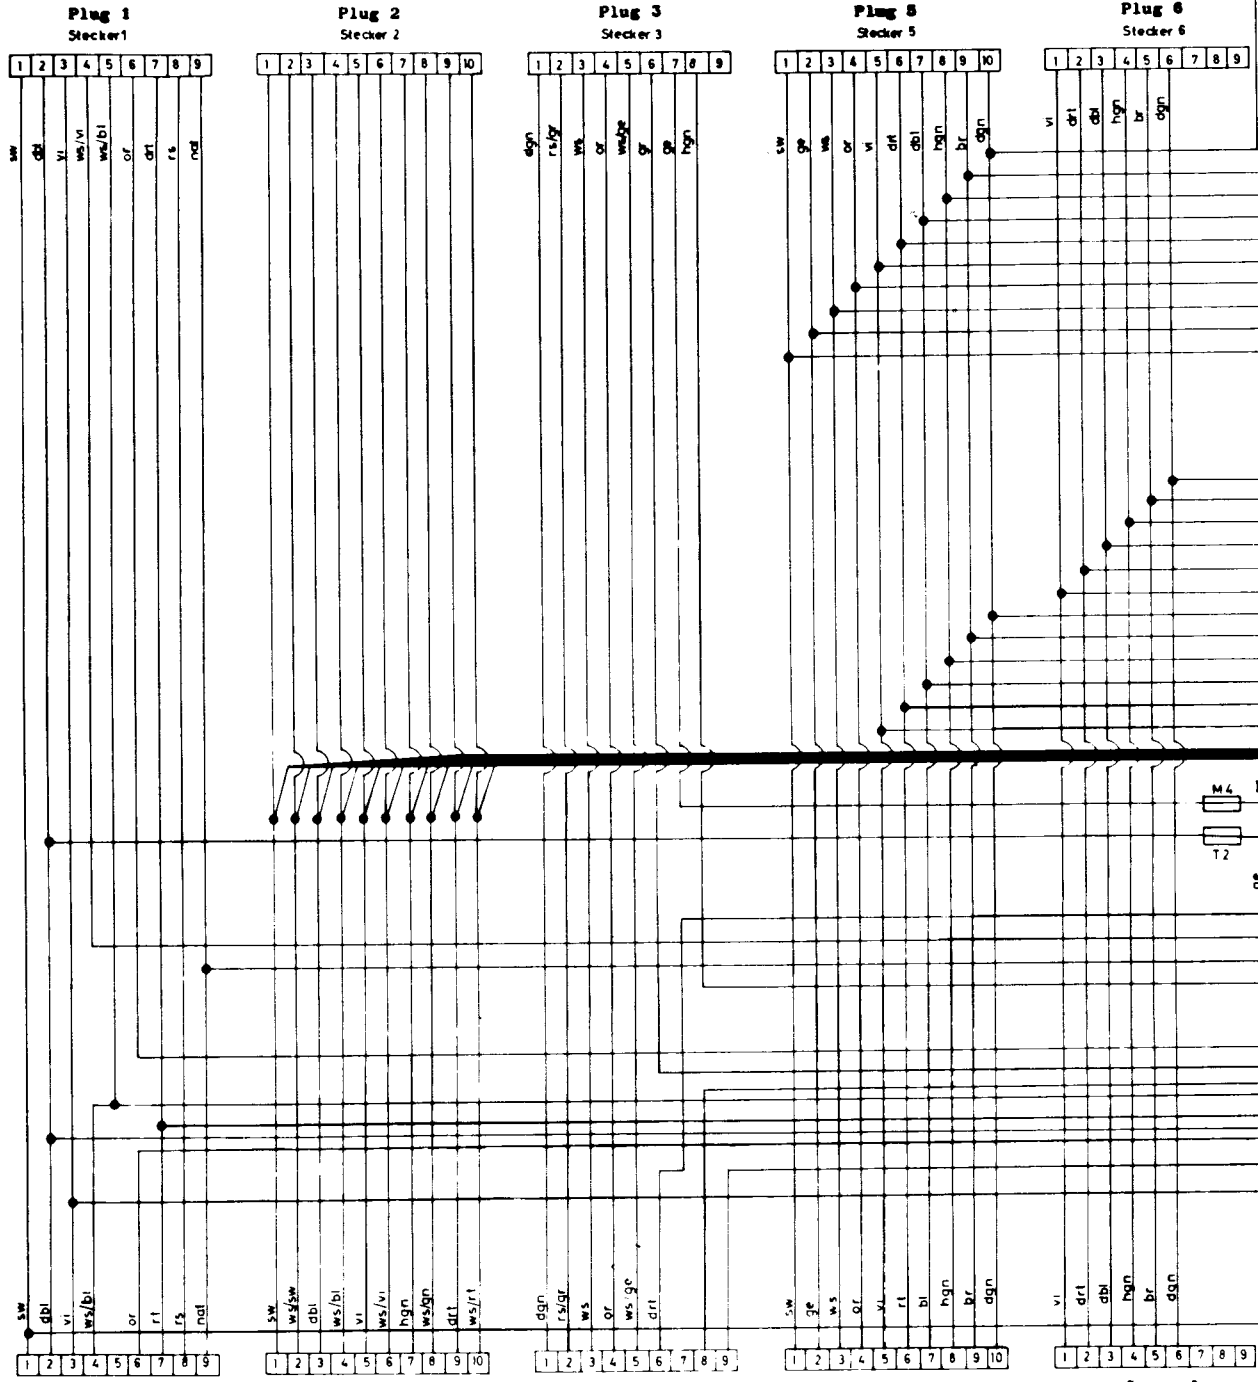 Plug 1 Plug 2 Plug 3 Plug 5 Plug 6
Stecker1 Stecker 2 Stecker 3 Stecker 5 Stecker 6
1 2 3 4 5 6 7 8 9
1 2 3 4 5 6 7 8 9 10
1 2 3 4 5 6 7 8 9
1 2 3 4 5 6 7 8 9 10
1 2 3 4 5 6 7 8 9
sw dbl vi ws/vi ws/bl or drt rs nat
dgn rs/gr ws or ws/ge gr ge hgn
sw ge ws or vi drt dbl hgn br dgn
vi drt dbl hgn br dgn
M4
T2
ge
sw dbl vi ws/bl or rt rs nat
sw ws/sw dbl ws/bl vi ws/vi hgn ws/gn drt ws/rt
dgn rs/gr ws or ws/ge drt
sw ge ws or vi rt bl hgn br dgn
vi drt dbl hgn br dgn
1 2 3 4 5 6 7 8 9
1 2 3 4 5 6 7 8 9 10
1 2 3 4 5 6 7 8 9
1 2 3 4 5 6 7 8 9 10
1 2 3 4 5 6 7 8 9